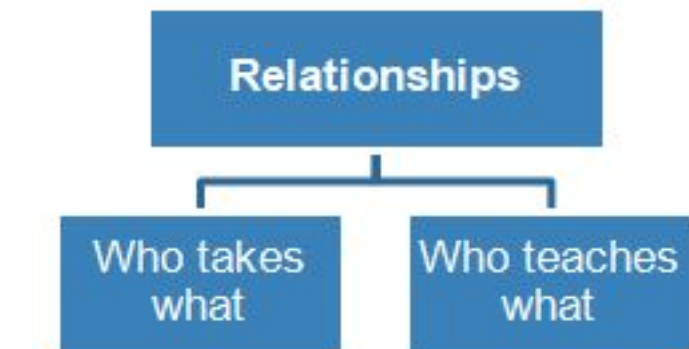 Relationships
Who takes
what
Who teaches
what